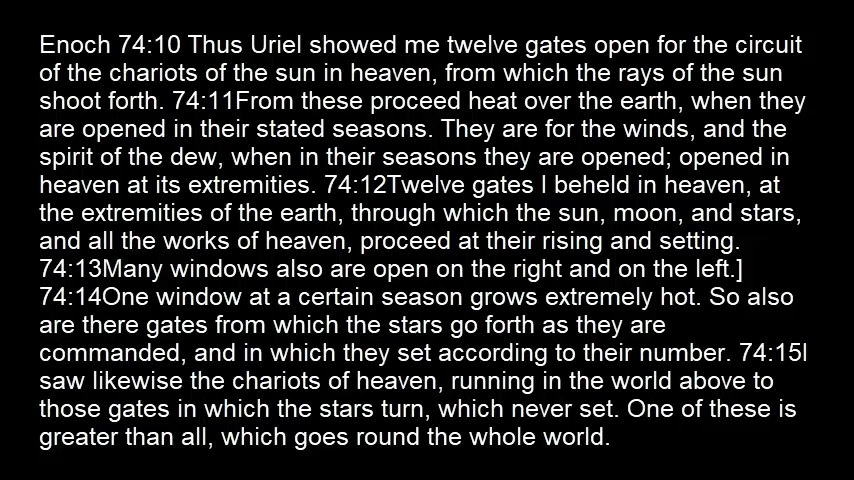 Enoch 74:10 Thus Uriel showed me twelve gates open for the circuit
of the chariots of the sun in heaven, from which the rays of the sun
shoot forth. 74:11From these proceed heat over the earth, when they
are opened in their stated seasons. They are for the winds, and the
spirit of the dew, when in their seasons they are opened; opened in
heaven at its extremities. 74:12Twelve gates I beheld in heaven, at
the extremities of the earth, through which the sun, moon, and stars,
and all the works of heaven, proceed at their rising and setting.
74:13Many windows also are open on the right and on the left.]
74:14One window at a certain season grows extremely hot. So also
are there gates from which the stars go forth as they are
commanded, and in which they set according to their number. 74:15I
saw likewise the chariots of heaven, running in the world above to
those gates in which the stars turn, which never set. One of these is
greater than all, which goes round the whole world.